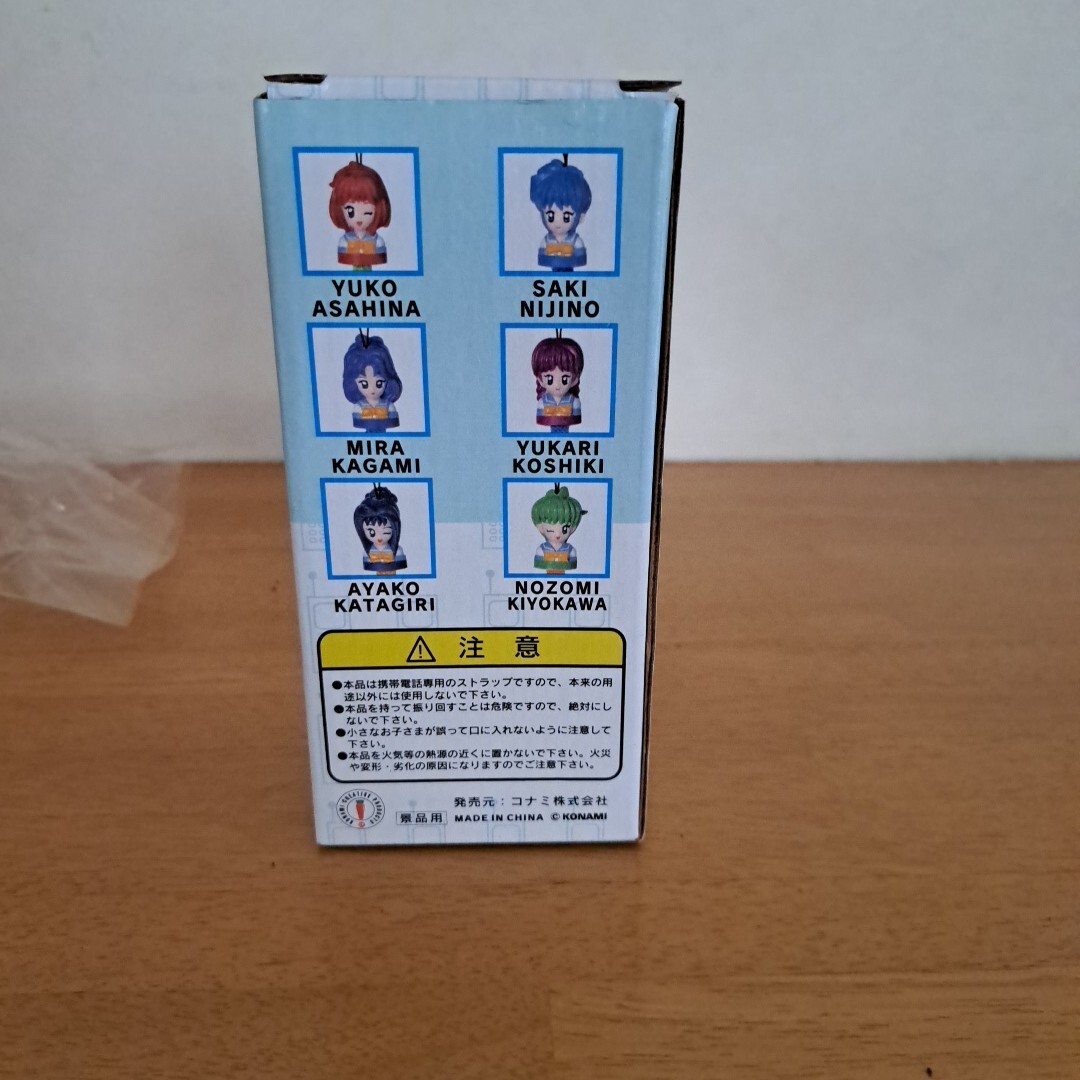 YUKO
ASAHINA
SAKI
NIJINO
MIRA
KAGAMI
YUKARI
KOSHIKI
AYAKO
KATAGIRI
NOZOMI
KIYOKAWA
注 意
●本品は携帯電話専用のストラップですので、本来の用
途以外には使用しないで下さい。
●本品を持って振り回すことは危険ですので、絶対にし
ないで下さい。
●小さなお子さまが誤って口に入れないように注意して
下さい。
●本品を火気等の熱源の近くに置かないで下さい。火災
や変形・劣化の原因になりますのでご注意下さい。
KONAMI CREATIVE PRODUCTS
発売元：コナミ株式会社
景品用 MADE IN CHINA © KONAMI